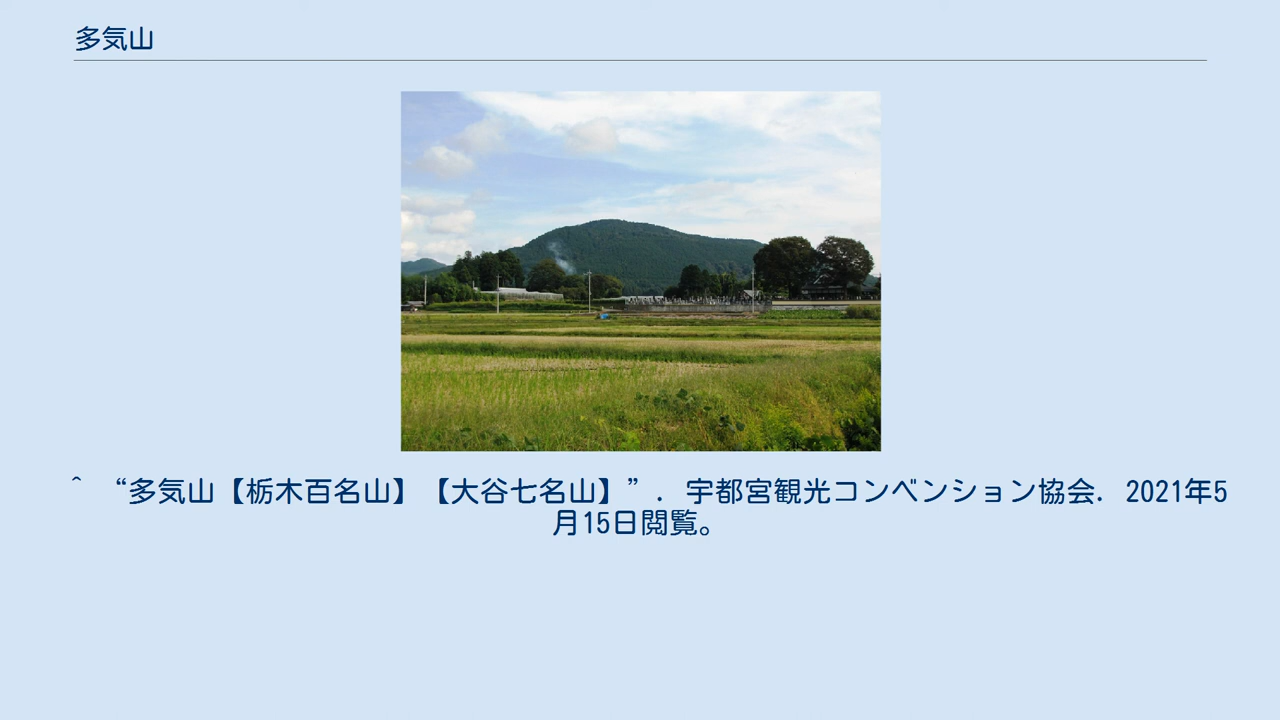 多気山
^ “多気山【栃木百名山】【大谷七名山】”. 宇都宮観光コンベンション協会. 2021年5
月15日閲覧。